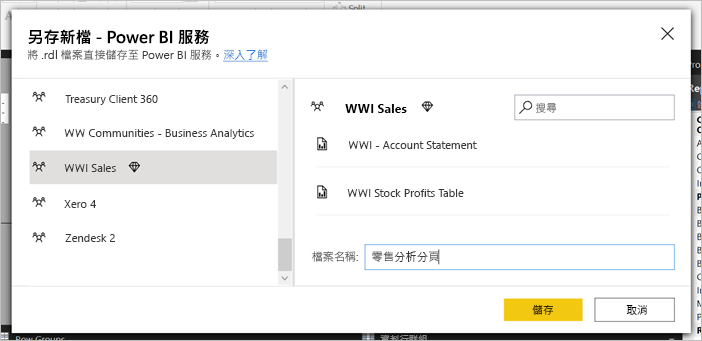 Split
另存新檔 - Power BI 服務
將 .rdl 檔案直接儲存至 Power BI 服務。深入了解
Treasury Client 360
WW Communities - Business Analytics
WWI Sales
Xero 4
Zendesk 2
WWI Sales
搜尋
WWI - Account Statement
WWI Stock Profits Table
檔案名稱: 零售分析分頁
儲存
取消
Row Groups